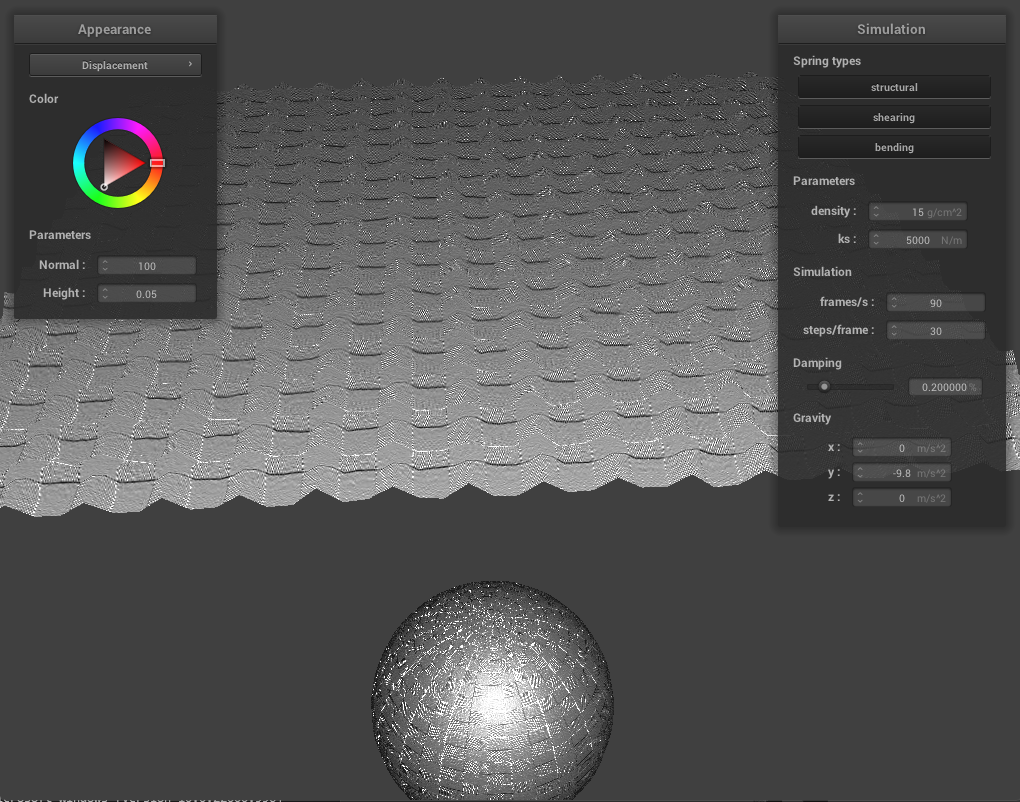 Appearance
Displacement
Color
Parameters
Normal : 100
Height : 0.05
Simulation
Spring types
structural
shearing
bending
Parameters
density : 15 g/cm^2
ks : 5000 N/m
Simulation
frames/s : 90
steps/frame : 30
Damping
0.200000 %
Gravity
x : 0 m/s^2
y : -9.8 m/s^2
z : 0 m/s^2